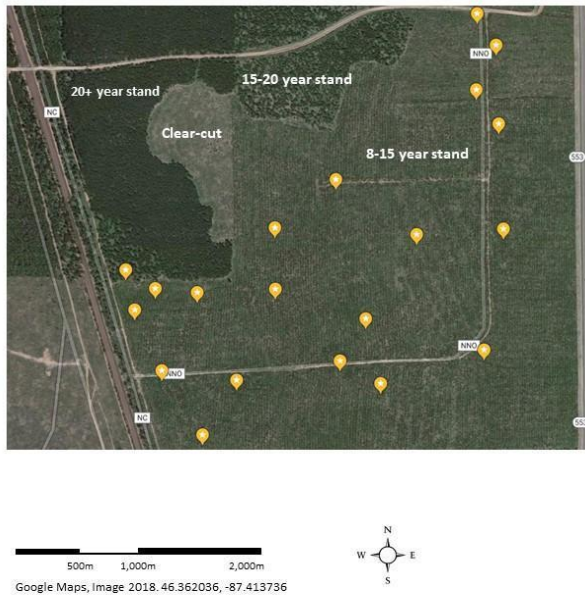 NNO
15-20 year stand
20+ year stand
NC
Clear-cut
8-15 year stand
553
NNO
NNO
NC
553
N
W E
S
500m 1,000m 2,000m
Google Maps, Image 2018. 46.362036, -87.413736